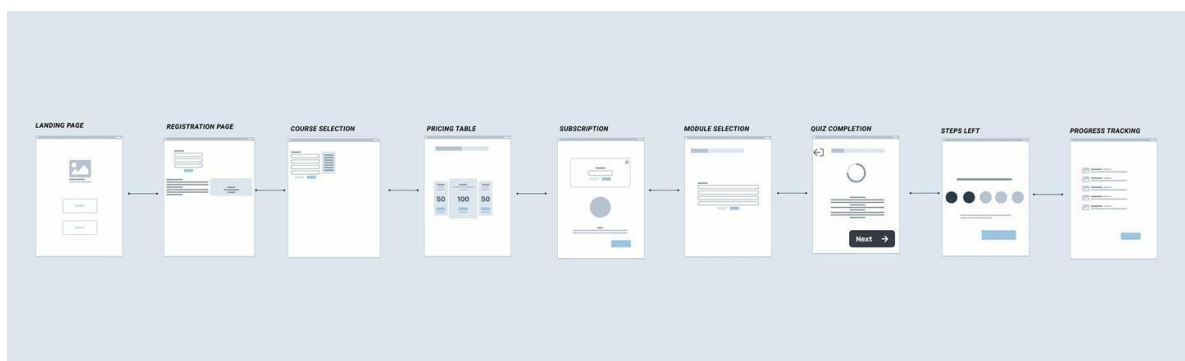 LANDING PAGE
REGISTRATION PAGE
COURSE SELECTION
PRICING TABLE
SUBSCRIPTION
MODULE SELECTION
QUIZ COMPLETION
STEPS LEFT
PROGRESS TRACKING
50
100
50
Next